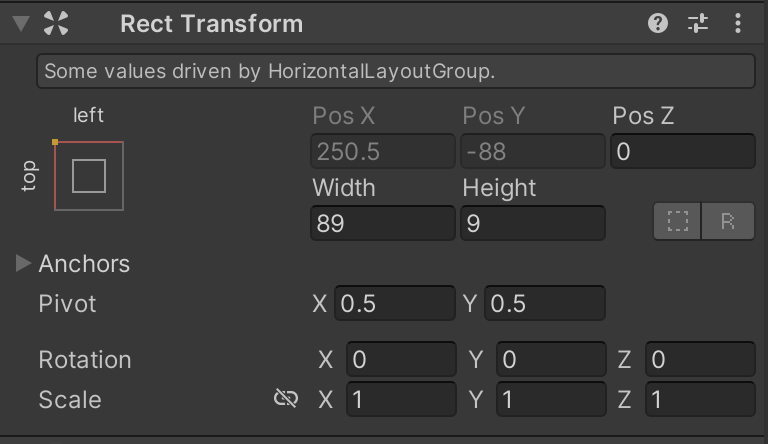 Rect Transform
Some values driven by HorizontalLayoutGroup.
left
top
Pos X Pos Y Pos Z
250.5 -88 0
Width Height
89 9
R
Anchors
Pivot X 0.5 Y 0.5
Rotation X 0 Y 0 Z 0
Scale X 1 Y 1 Z 1